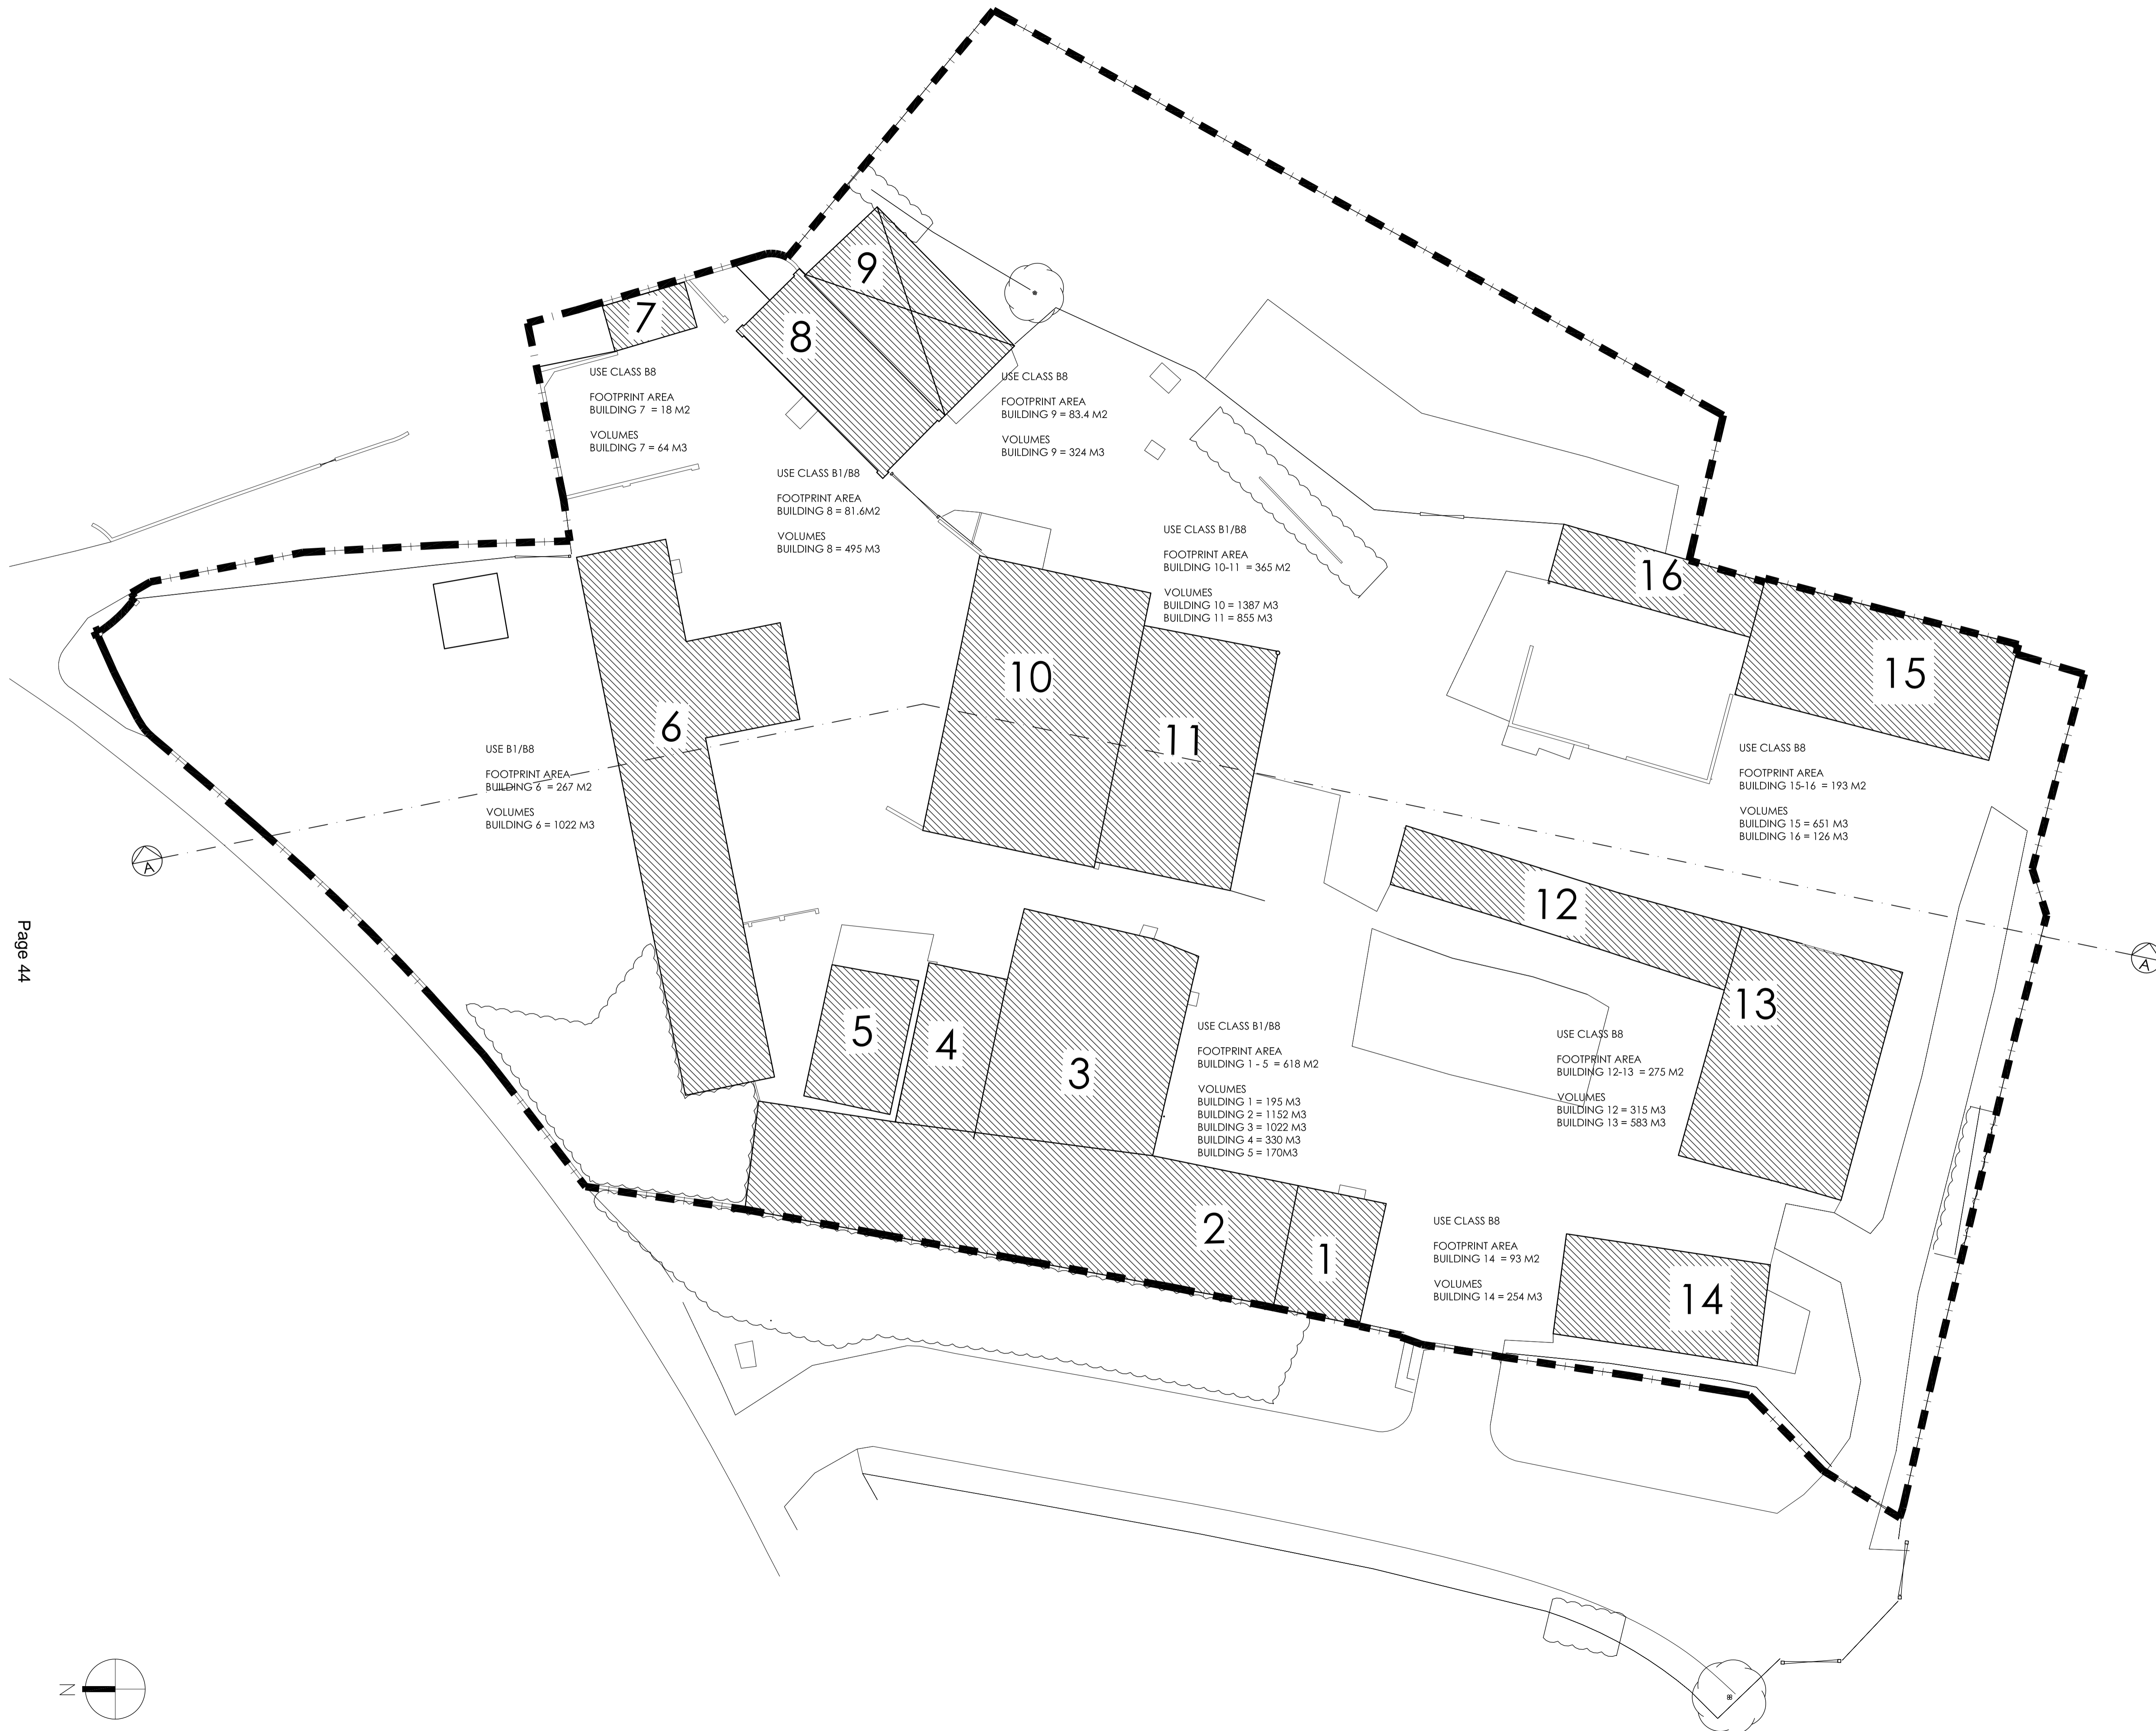 9
7
8
USE CLASS B8
FOOTPRINT AREA
BUILDING 7 = 18 M2
VOLUMES
BUILDING 7 = 64 M3
USE CLASS B8
FOOTPRINT AREA
BUILDING 9 = 83.4 M2
VOLUMES
BUILDING 9 = 324 M3
USE CLASS B1/B8
FOOTPRINT AREA
BUILDING 8 = 81.6M2
VOLUMES
BUILDING 8 = 495 M3
USE CLASS B1/B8
FOOTPRINT AREA
BUILDING 10-11 = 365 M2
VOLUMES
BUILDING 10 = 1387 M3
BUILDING 11 = 855 M3
16
15
10
11
6
USE B1/B8
FOOTPRINT AREA
BUILDING 6 = 267 M2
VOLUMES
BUILDING 6 = 1022 M3
USE CLASS B8
FOOTPRINT AREA
BUILDING 15-16 = 193 M2
VOLUMES
BUILDING 15 = 651 M3
BUILDING 16 = 126 M3
A
12
A
Page 44
13
5
4
3
USE CLASS B1/B8
FOOTPRINT AREA
BUILDING 1 - 5 = 618 M2
VOLUMES
BUILDING 1 = 195 M3
BUILDING 2 = 1152 M3
BUILDING 3 = 1022 M3
BUILDING 4 = 330 M3
BUILDING 5 = 170M3
USE CLASS B8
FOOTPRINT AREA
BUILDING 12-13 = 275 M2
VOLUMES
BUILDING 12 = 315 M3
BUILDING 13 = 583 M3
2
1
USE CLASS B8
FOOTPRINT AREA
BUILDING 14 = 93 M2
VOLUMES
BUILDING 14 = 254 M3
14
N